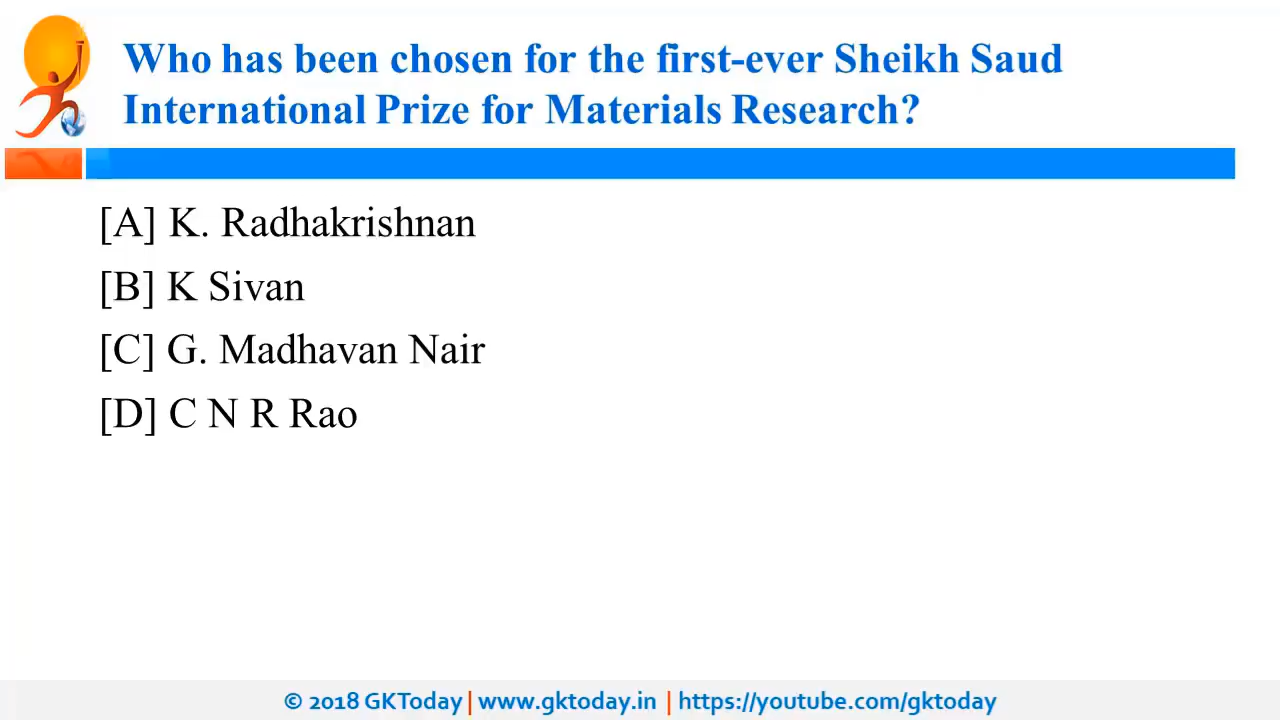 Who has been chosen for the first-ever Sheikh Saud
International Prize for Materials Research?
[A] K. Radhakrishnan
[B] K Sivan
[C] G. Madhavan Nair
[D] C N R Rao
© 2018 GKToday | www.gktoday.in | https://youtube.com/gktoday